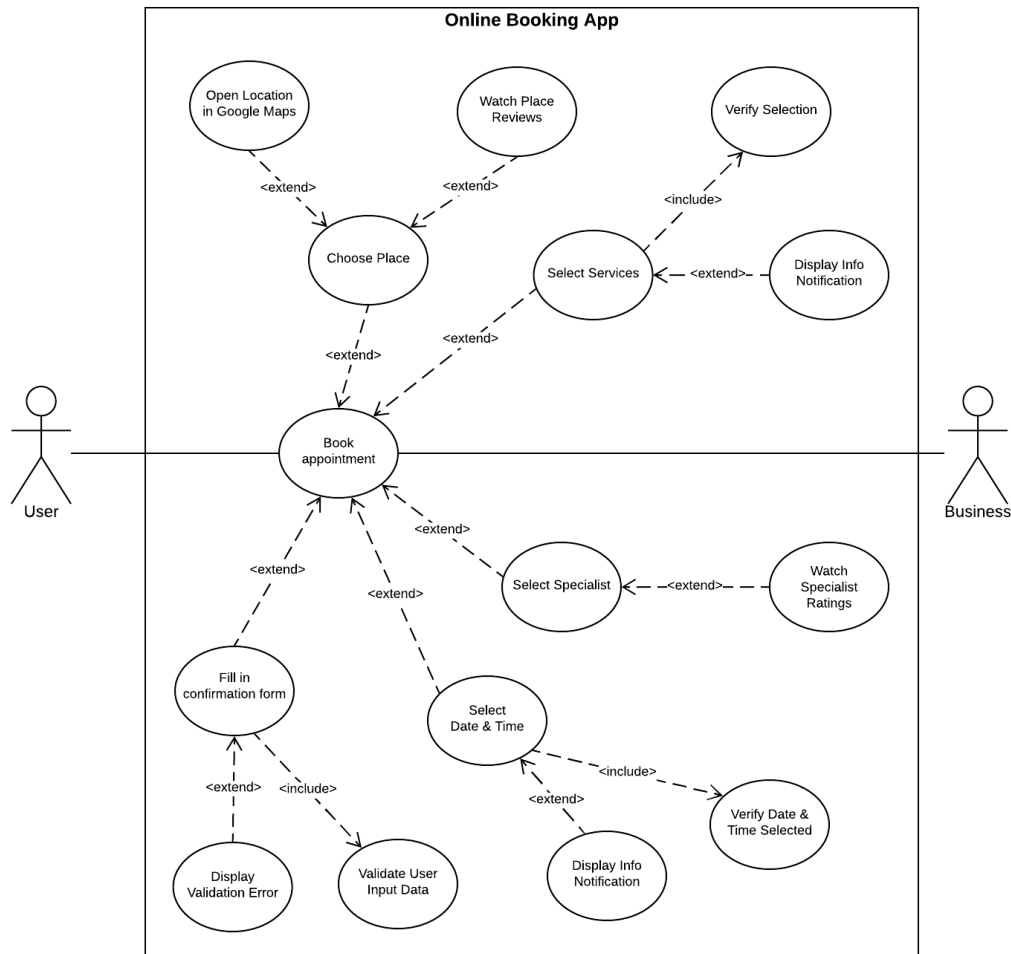 Online Booking App
Open Location
in Google Maps
Watch Place
Reviews
Verify Selection
<extend>
<extend>
<include>
Choose Place
Select Services
<extend>
Display Info
Notification
<extend>
<extend>
Book
appointment
User
Business
<extend>
<extend>
<extend>
Select Specialist
<extend>
Watch
Specialist
Ratings
Fill in
confirmation form
Select
Date & Time
<extend>
<include>
<include>
<extend>
Verify Date &
Time Selected
Display
Validation Error
Validate User
Input Data
Display Info
Notification